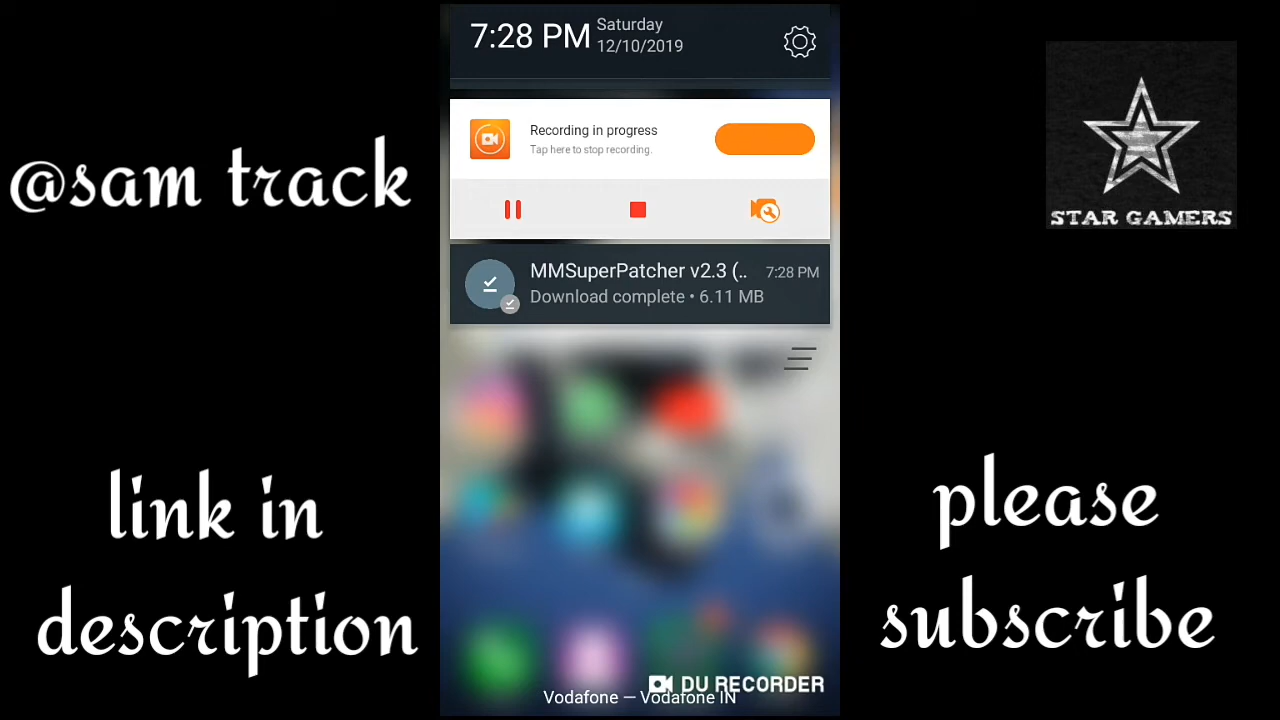 7:28 PM
Saturday
12/10/2019
@sam track
STAR GAMERS
Recording in progress
Tap here to stop recording.
MMSuperPatcher v2.3 (..
7:28 PM
Download complete • 6.11 MB
link in
description
please
subscribe
DU RECORDER
Vodafone — Vodafone IN